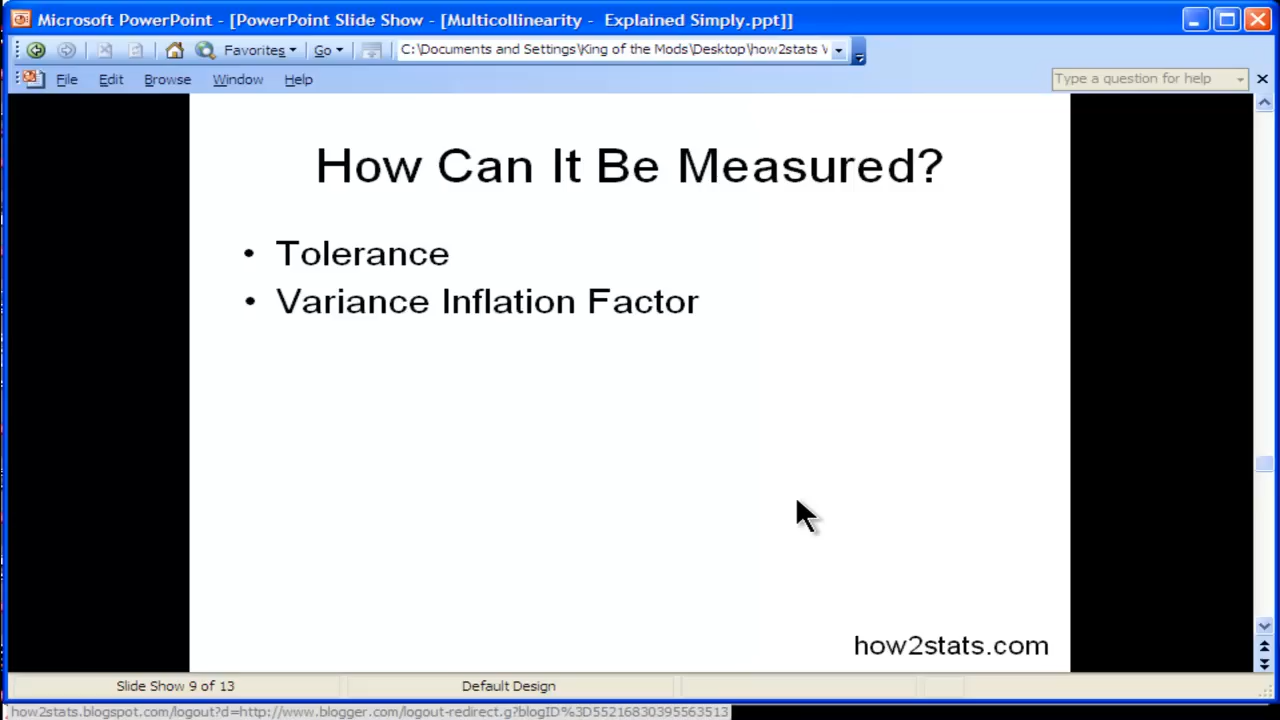 Microsoft PowerPoint - [PowerPoint Slide Show - [Multicollinearity - Explained Simply.ppt]]
Favorites Go C:\Documents and Settings\King of the Mods\Desktop\how2stats
File Edit Browse Window Help Type a question for help
How Can It Be Measured?
• Tolerance
• Variance Inflation Factor
how2stats.com
Slide Show 9 of 13 Default Design
how2stats.blogspot.com/logout?d=http://www.blogger.com/logout-redirect.g?blogID%3D55216830395563513